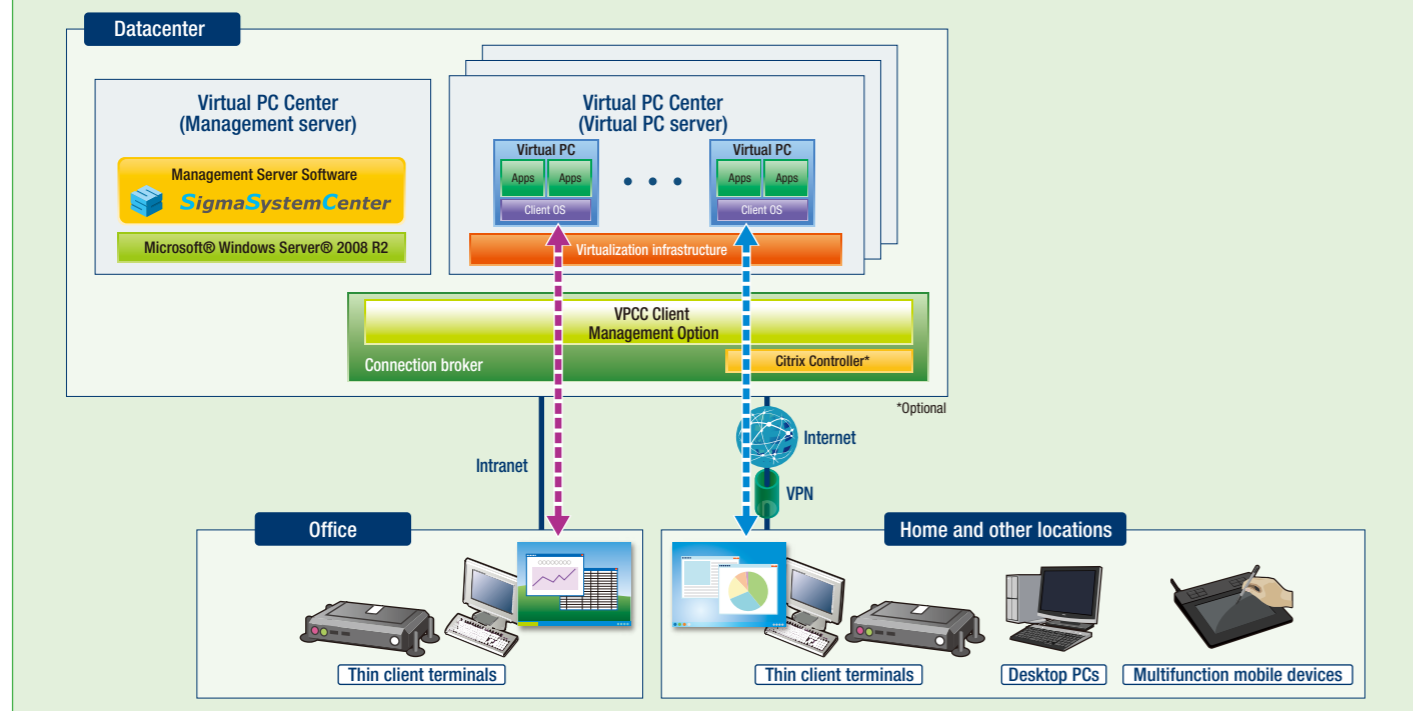 Datacenter
Virtual PC Center
(Management server)
Management Server Software
SigmaSystemCenter
Microsoft® Windows Server® 2008 R2
Virtual PC Center
(Virtual PC server)
Virtual PC
Apps Apps
Client OS
• • •
Virtual PC
Apps Apps
Client OS
Virtualization infrastructure
VPCC Client
Management Option
Connection broker
Citrix Controller*
*Optional
Intranet
Internet
VPN
Office
Thin client terminals
Home and other locations
Thin client terminals
Desktop PCs
Multifunction mobile devices